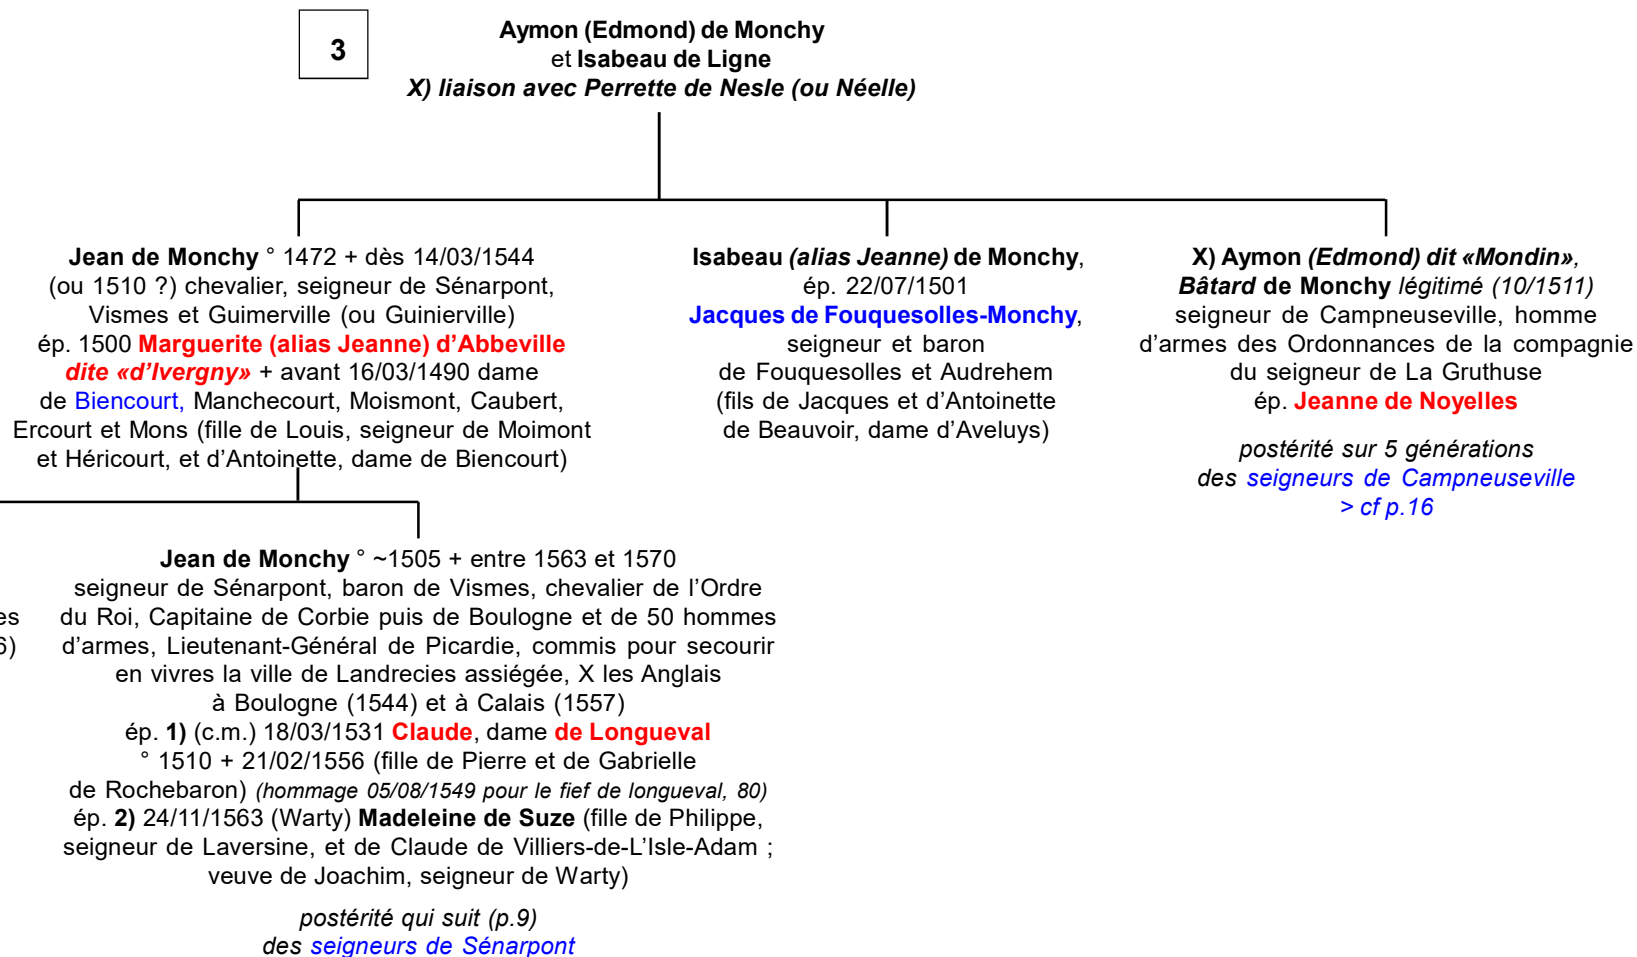 3
Aymon (Edmond) de Monchy
et Isabeau de Ligne
X) liaison avec Perrette de Nesle (ou Néelle)
Jean de Monchy ° 1472 + dès 14/03/1544
(ou 1510 ?) chevalier, seigneur de Sénarpont,
Vismes et Guimerville (ou Guinierville)
ép. 1500 Marguerite (alias Jeanne) d’Abbeville
dite «d’Ivergny» + avant 16/03/1490 dame
de Biencourt, Manchecourt, Moismont, Caubert,
Ercourt et Mons (fille de Louis, seigneur de Moimont
et Héricourt, et d’Antoinette, dame de Biencourt)
Isabeau (alias Jeanne) de Monchy,
ép. 22/07/1501
Jacques de Fouquesolles-Monchy,
seigneur et baron
de Fouquesolles et Audrehem
(fils de Jacques et d’Antoinette
de Beauvoir, dame d’Aveluys)
X) Aymon (Edmond) dit «Mondin»,
Bâtard de Monchy légitimé (10/1511)
seigneur de Campneuseville, homme
d’armes des Ordonnances de la compagnie
du seigneur de La Gruthuse
ép. Jeanne de Noyelles
postérité sur 5 générations
des seigneurs de Campneuseville
> cf p.16
es
6)
Jean de Monchy ° ~1505 + entre 1563 et 1570
seigneur de Sénarpont, baron de Vismes, chevalier de l’Ordre
du Roi, Capitaine de Corbie puis de Boulogne et de 50 hommes
d’armes, Lieutenant-Général de Picardie, commis pour secourir
en vivres la ville de Landrecies assiégée, X les Anglais
à Boulogne (1544) et à Calais (1557)
ép. 1) (c.m.) 18/03/1531 Claude, dame de Longueval
° 1510 + 21/02/1556 (fille de Pierre et de Gabrielle
de Rochebaron) (hommage 05/08/1549 pour le fief de longueval, 80)
ép. 2) 24/11/1563 (Warty) Madeleine de Suze (fille de Philippe,
seigneur de Laversine, et de Claude de Villiers-de-L’Isle-Adam ;
veuve de Joachim, seigneur de Warty)
postérité qui suit (p.9)
des seigneurs de Sénarpont